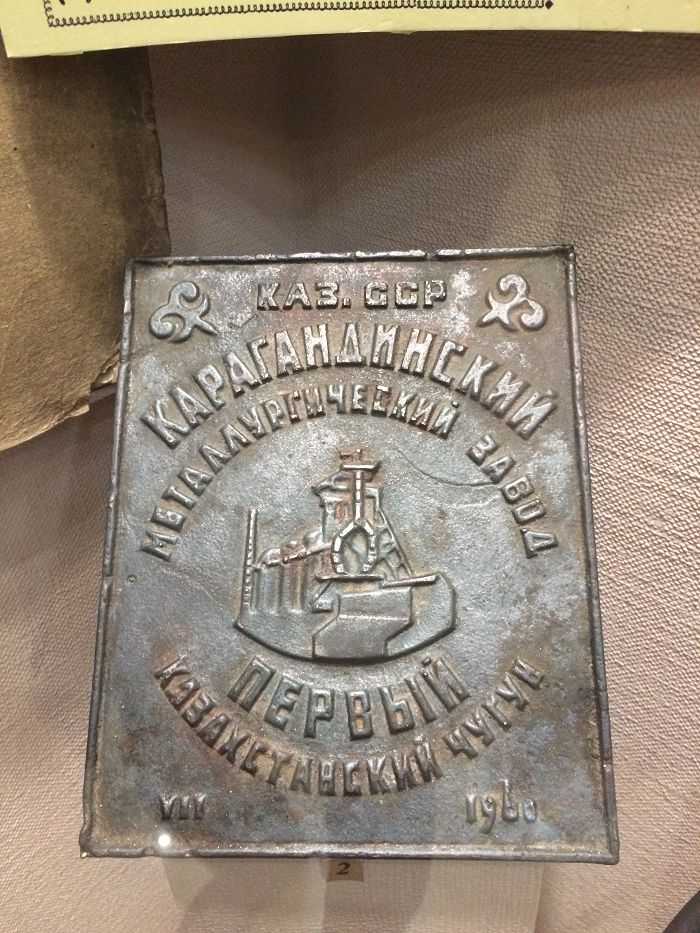 КАЗ. ССР
КАРАГАНДИНСКИЙ
МЕТАЛЛУРГИЧЕСКИЙ ЗАВОД
ПЕРВЫЙ
КАЗАХСТАНСКИЙ ЧУГУН
VII 1960
2